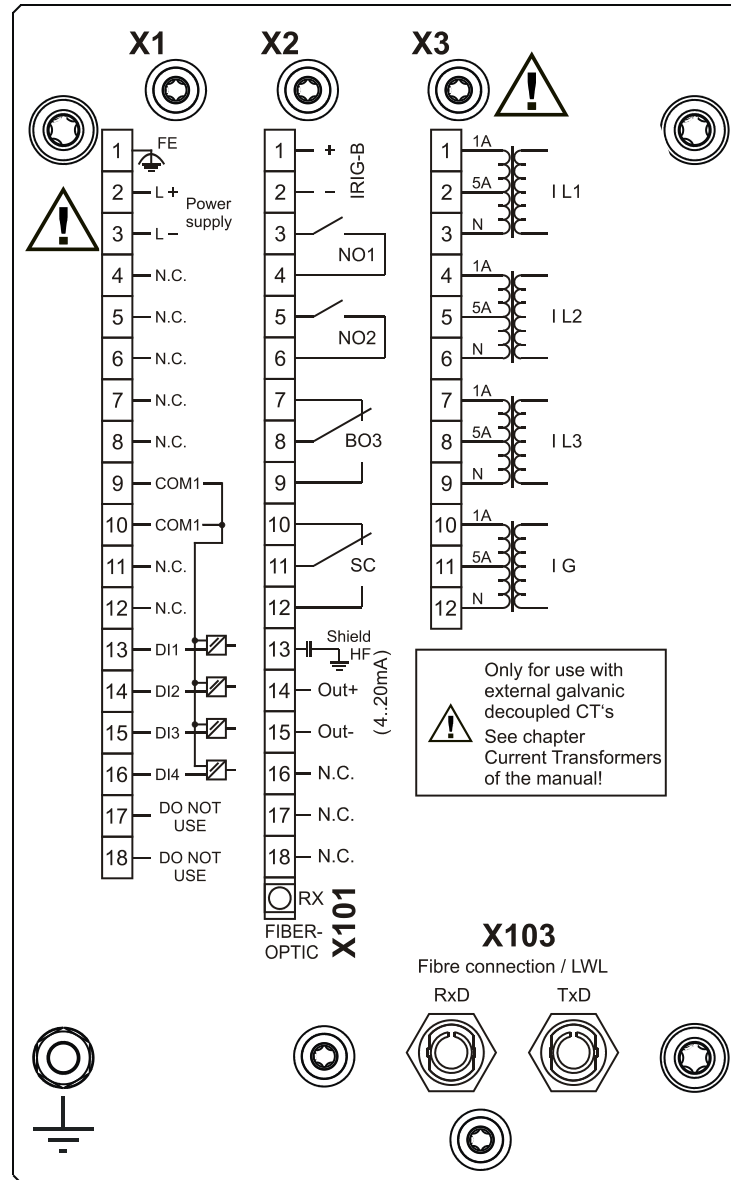 X1
X2
X3
1 FE
2 L+
Power
supply
3 L–
4 N.C.
5 N.C.
6 N.C.
7 N.C.
8 N.C.
9 COM1
10 COM1
11 N.C.
12 N.C.
13 DI1
14 DI2
15 DI3
16 DI4
17 DO NOT
USE
18 DO NOT
USE
1 +
2 –
IRIG-B
3
4
NO1
5
6
NO2
7
8
BO3
9
10
11
SC
12
13
Shield
HF
14 Out+
15 Out-
(4..20mA)
16 N.C.
17 N.C.
18 N.C.
RX
FIBER-
OPTIC
X101
1 1A
2 5A
IL1
3 N
4 1A
5 5A
IL2
6 N
7 1A
8 5A
IL3
9 N
10 1A
11 5A
IG
12 N
!
!
!
Only for use with
external galvanic
decoupled CT's
See chapter
Current Transformers
of the manual!
X103
Fibre connection / LWL
RxD
TxD